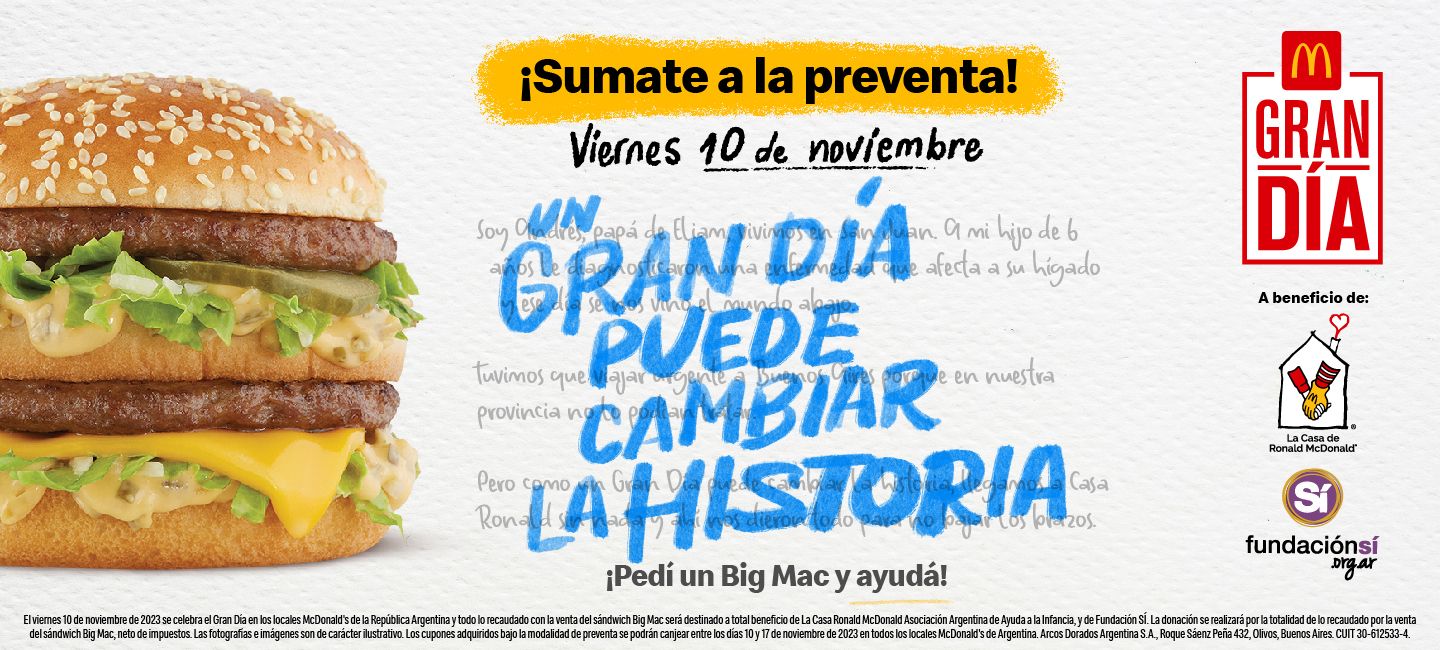 ¡Sumate a la preventa!
Viernes 10 de noviembre
UN
GRAN DÍA
PUEDE
CAMBIAR
LA HISTORIA
Soy Andrés, papá de Eliam, vivimos en San Juan. A mi hijo de 6
años le diagnosticaron una enfermedad que afecta a su hígado
y ese día se nos vino el mundo abajo.
Tuvimos que viajar urgente a Buenos Aires porque en nuestra
provincia no lo podían tratar.
Pero como un Gran Día puede cambiar la historia, llegamos a Casa
Ronald sin nada y ahí nos dieron todo para no bajar los brazos.
¡Pedí un Big Mac y ayudá!
GRAN
DÍA
A beneficio de:
La Casa de
Ronald McDonald®
Sí
fundaciónsí
.org.ar
El viernes 10 de noviembre de 2023 se celebra el Gran Día en los locales McDonald's de la República Argentina y todo lo recaudado con la venta del sándwich Big Mac será destinado a total beneficio de La Casa Ronald McDonald Asociación Argentina de Ayuda a la Infancia, y de Fundación SÍ. La donación se realizará por la totalidad de lo recaudado por la venta
del sándwich Big Mac, neto de impuestos. Las fotografías e imágenes son de carácter ilustrativo. Los cupones adquiridos bajo la modalidad de preventa se podrán canjear entre los días 10 y 17 de noviembre de 2023 en todos los locales McDonald's de Argentina. Arcos Dorados Argentina S.A., Roque Sáenz Peña 432, Olivos, Buenos Aires. CUIT 30-612533-4.